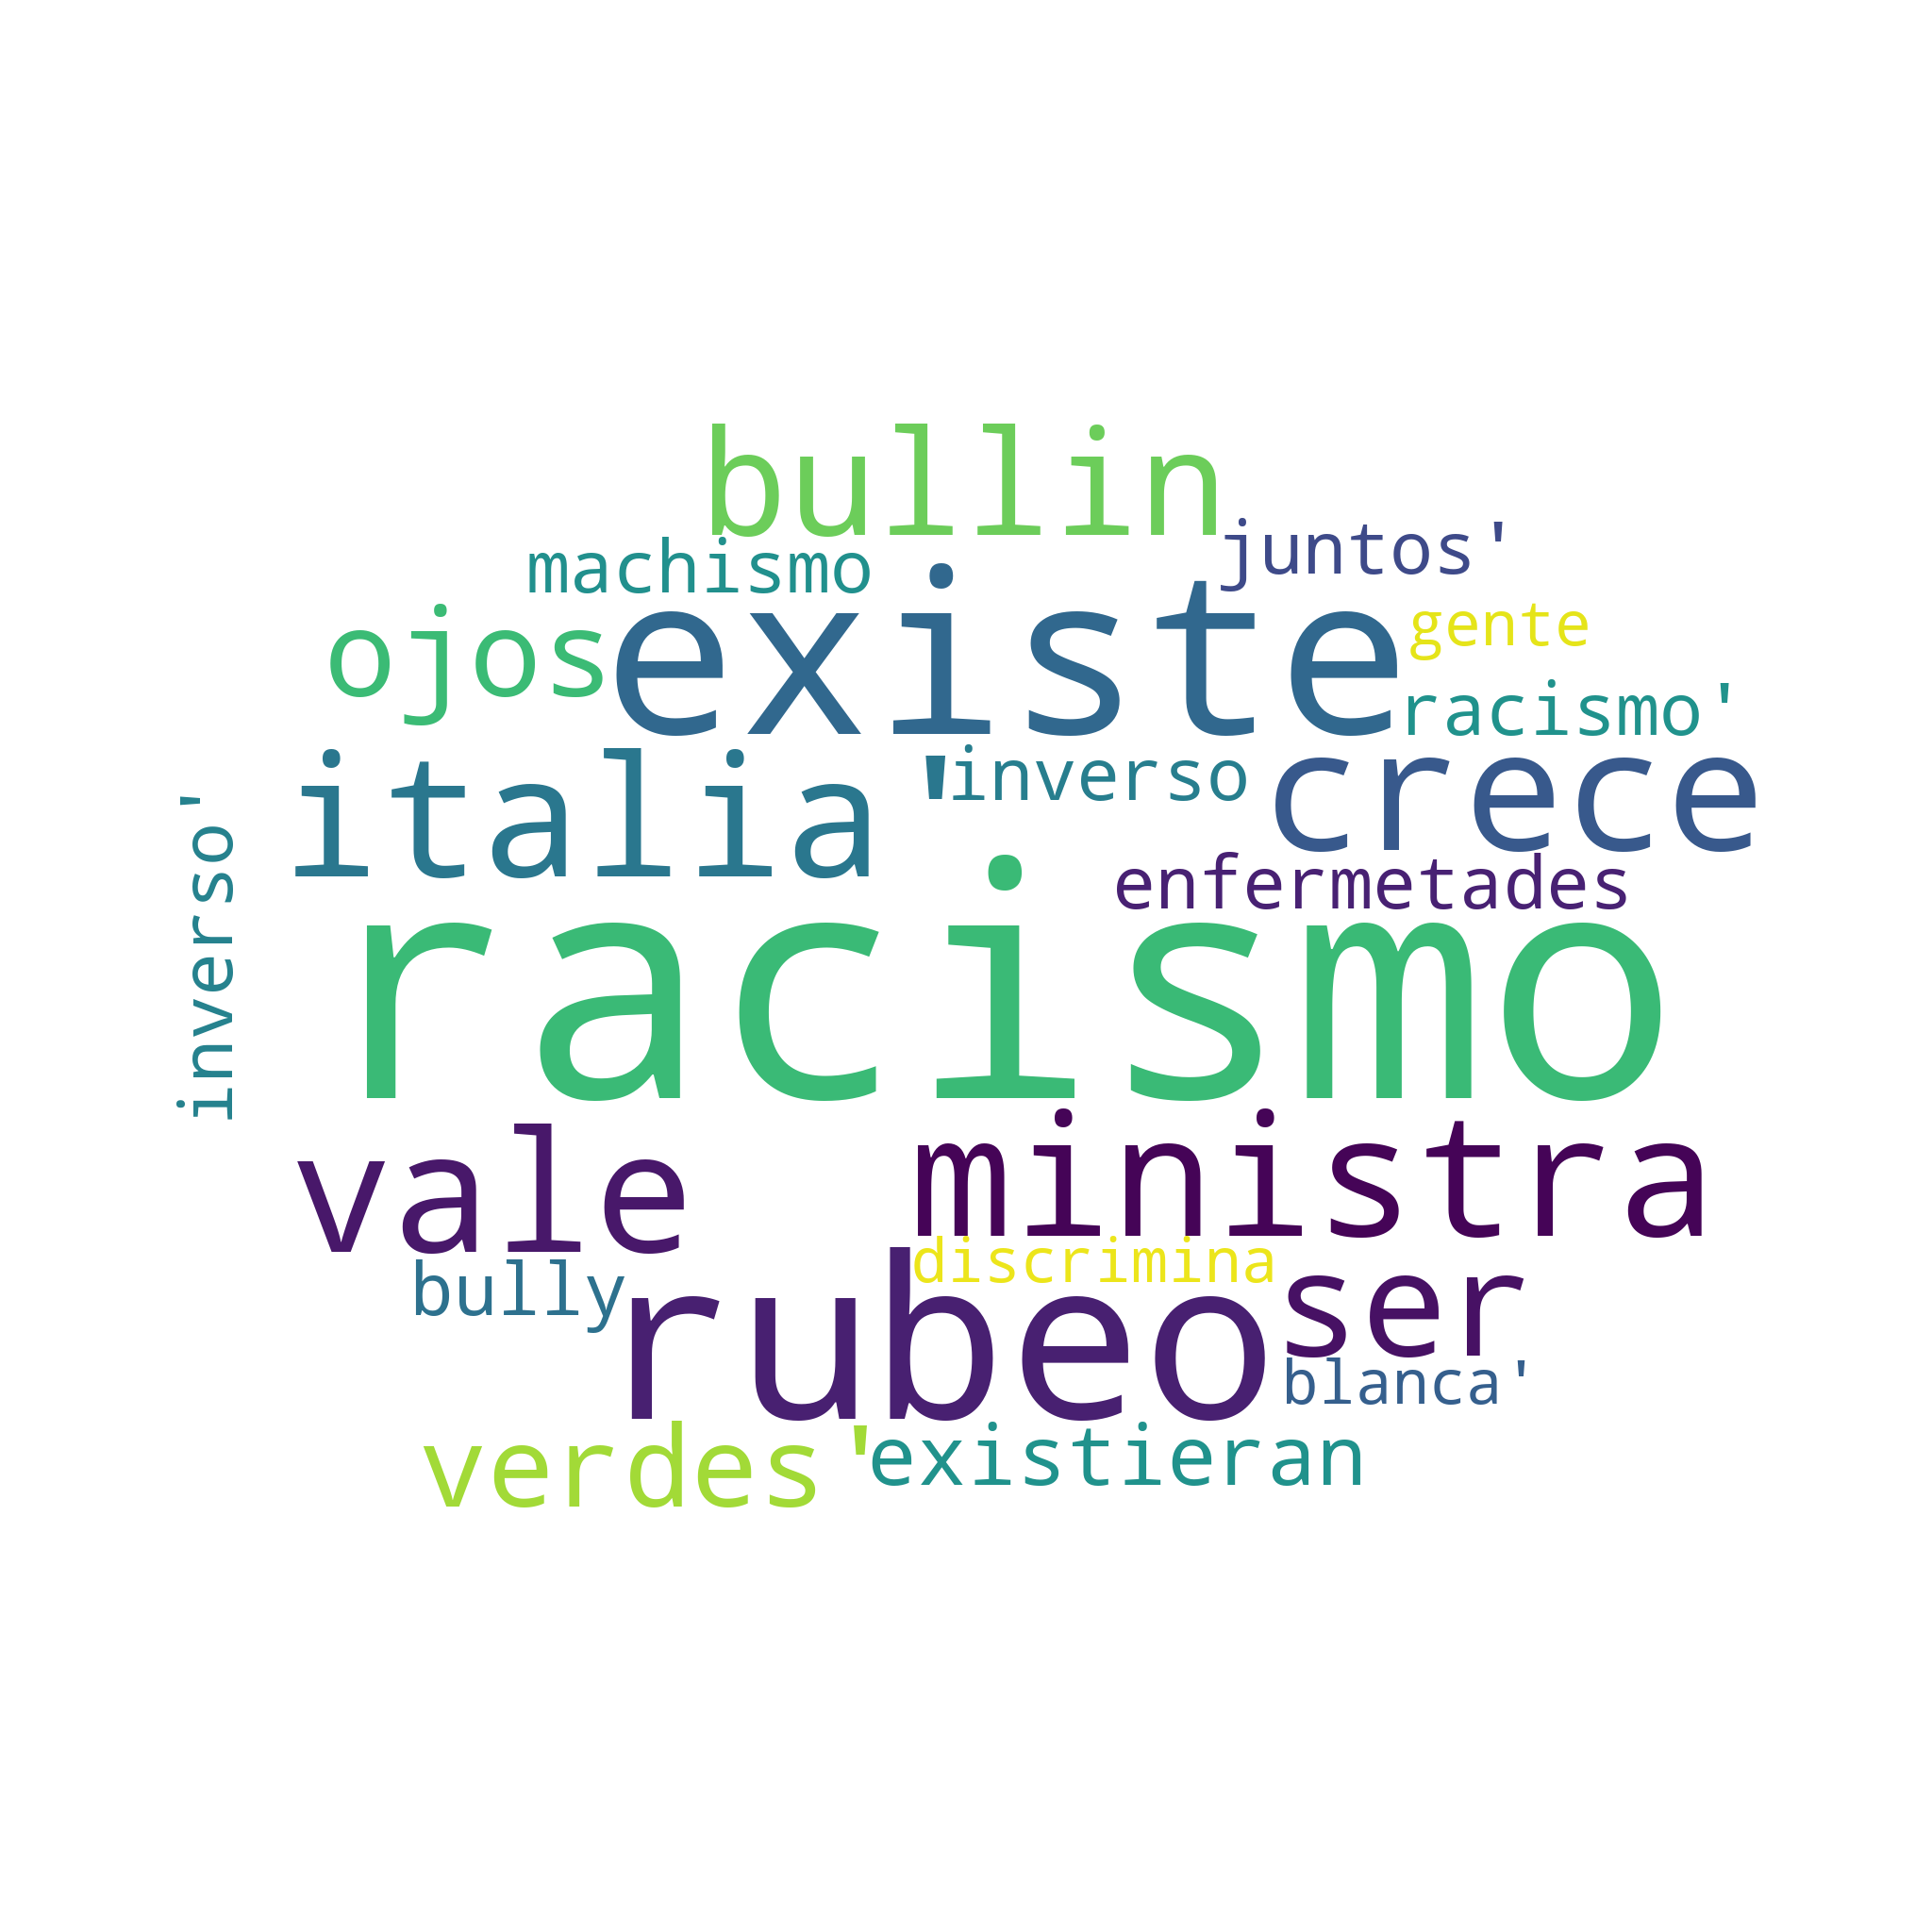 bullin
machismo juntos'
ojos existe gente
racismo'
italia' inverso crece
inverso' enfermetades
racismo
vale ministra
bully rubeo discrimina ser
blanca'
verdes' existieran